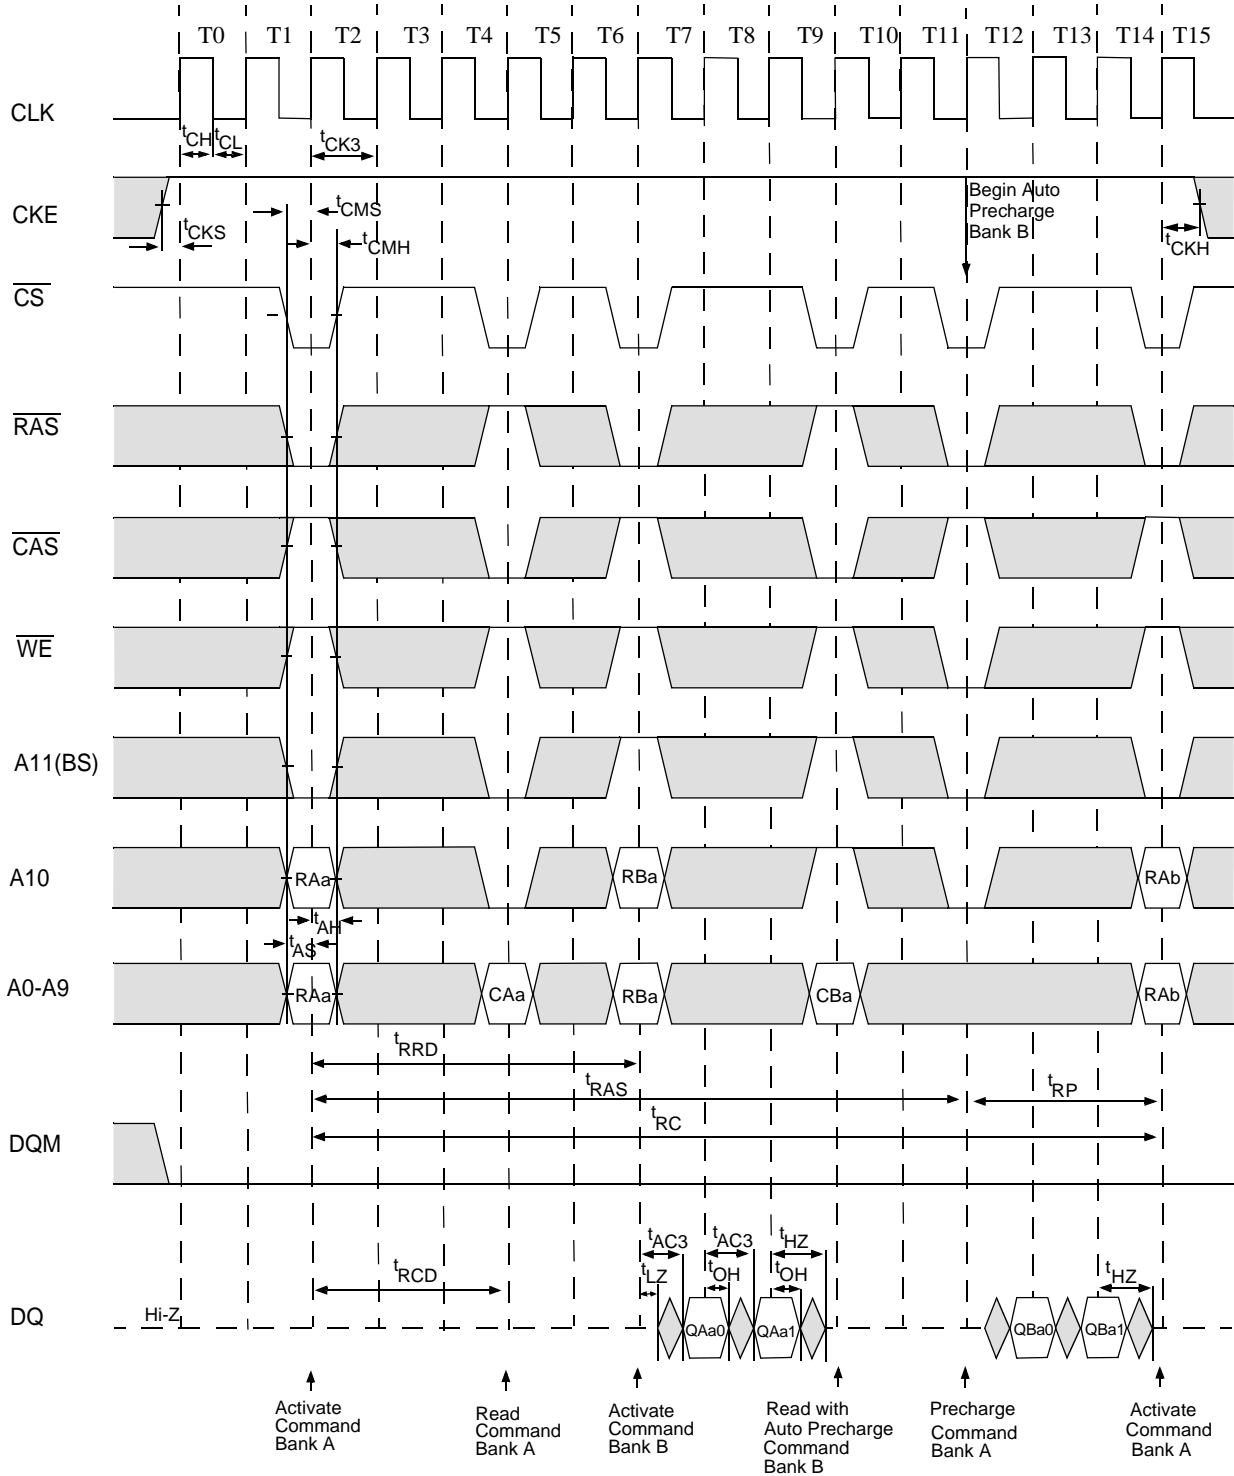 T0 T1 T2 T3 T4 T5 T6 T7 T8 T9 T10 T11 T12 T13 T14 T15
CLK
tCH tCL tCK3
CKE
tCKS
tCMS
tCMH
Begin Auto
Precharge
Bank B
tCKH
CS
RAS
CAS
WE
A11(BS)
A10
RAa RBa RAb
tAH
tAS
A0-A9
RAa CAa RBa CBa RAb
tRRD
tRAS
tRP
tRC
DQM
tAC3 tAC3 tHZ
tRCD
tLZ tOH tOH
tHZ
DQ
Hi-Z
QAa0 QAa1 QBa0 QBa1
Activate
Command
Bank A
Read
Command
Bank A
Activate
Command
Bank B
Read with
Auto Precharge
Command
Bank B
Precharge
Command
Bank A
Activate
Command
Bank A